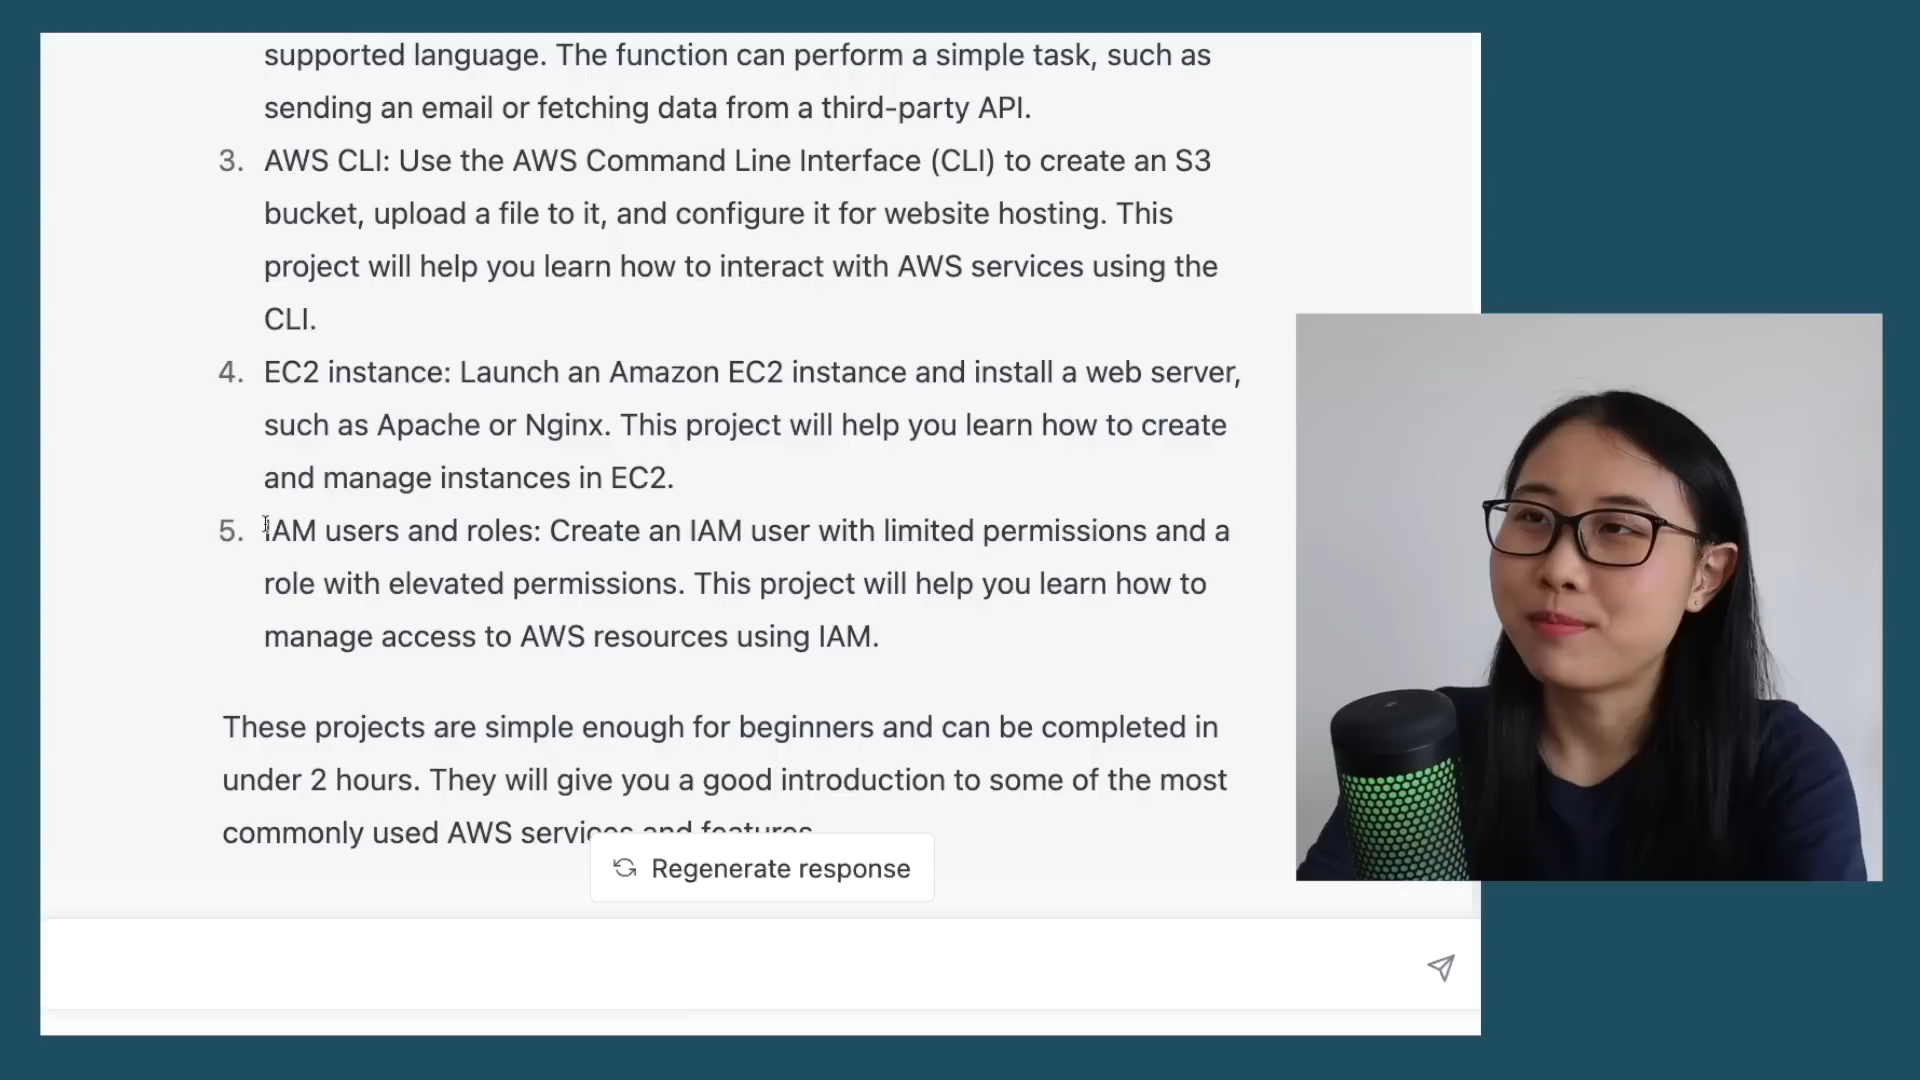 supported language. The function can perform a simple task, such as
sending an email or fetching data from a third-party API.
3. AWS CLI: Use the AWS Command Line Interface (CLI) to create an S3
bucket, upload a file to it, and configure it for website hosting. This
project will help you learn how to interact with AWS services using the
CLI.
4. EC2 instance: Launch an Amazon EC2 instance and install a web server,
such as Apache or Nginx. This project will help you learn how to create
and manage instances in EC2.
5. IAM users and roles: Create an IAM user with limited permissions and a
role with elevated permissions. This project will help you learn how to
manage access to AWS resources using IAM.
These projects are simple enough for beginners and can be completed in
under 2 hours. They will give you a good introduction to some of the most
commonly used AWS services and features.
Regenerate response